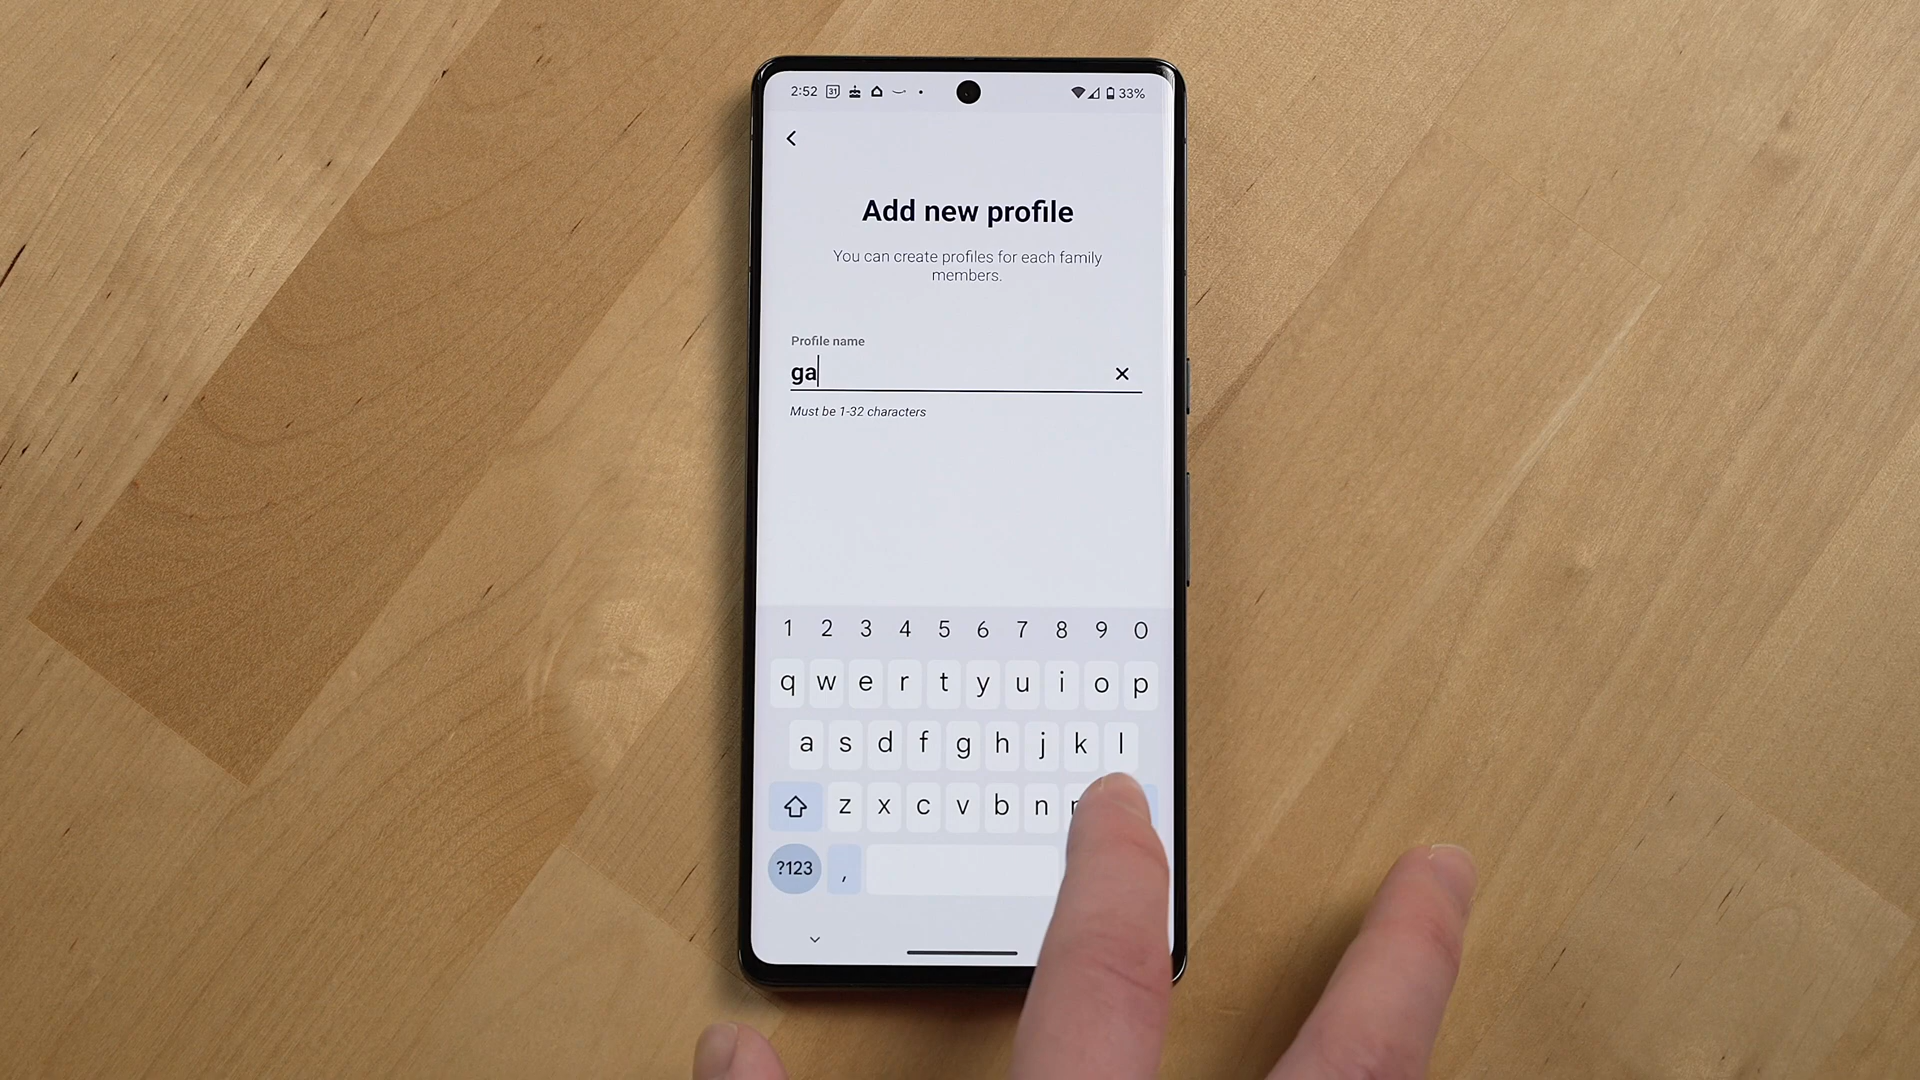 2:52 31 33%
Add new profile
You can create profiles for each family
members.
Profile name
ga
Must be 1-32 characters
1 2 3 4 5 6 7 8 9 0
q w e r t y u i o p
a s d f g h j k l
z x c v b n
?123 ,